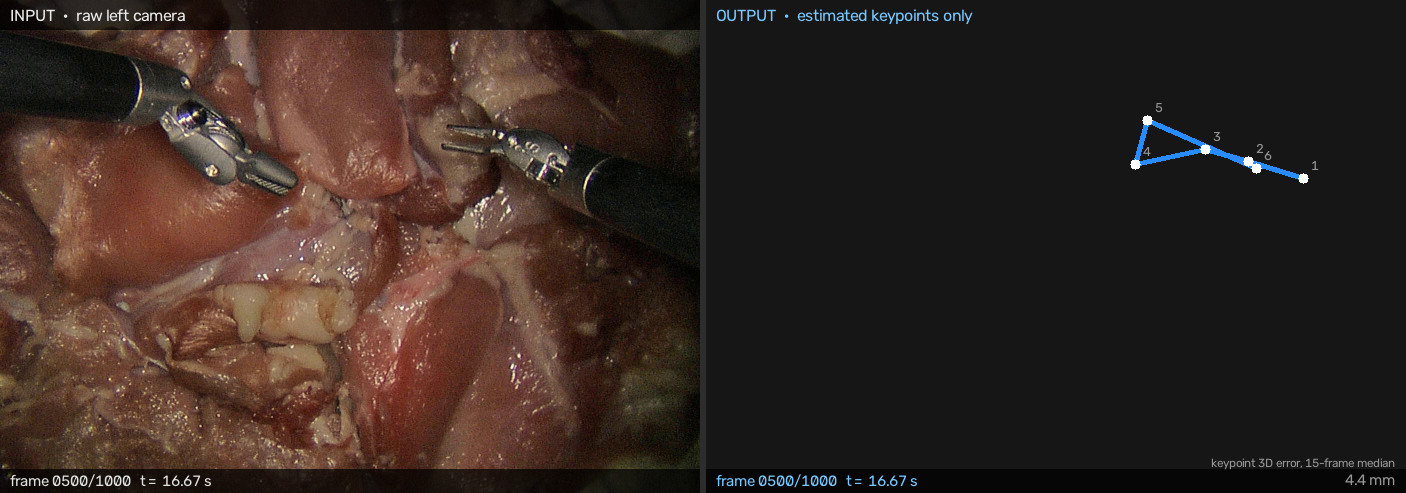 INPUT • raw left camera
OUTPUT • estimated keypoints only
5
3
4
2
6
1
keypoint 3D error, 15-frame median
4.4 mm
frame 0500/1000 t= 16.67 s
frame 0500/1000 t= 16.67 s